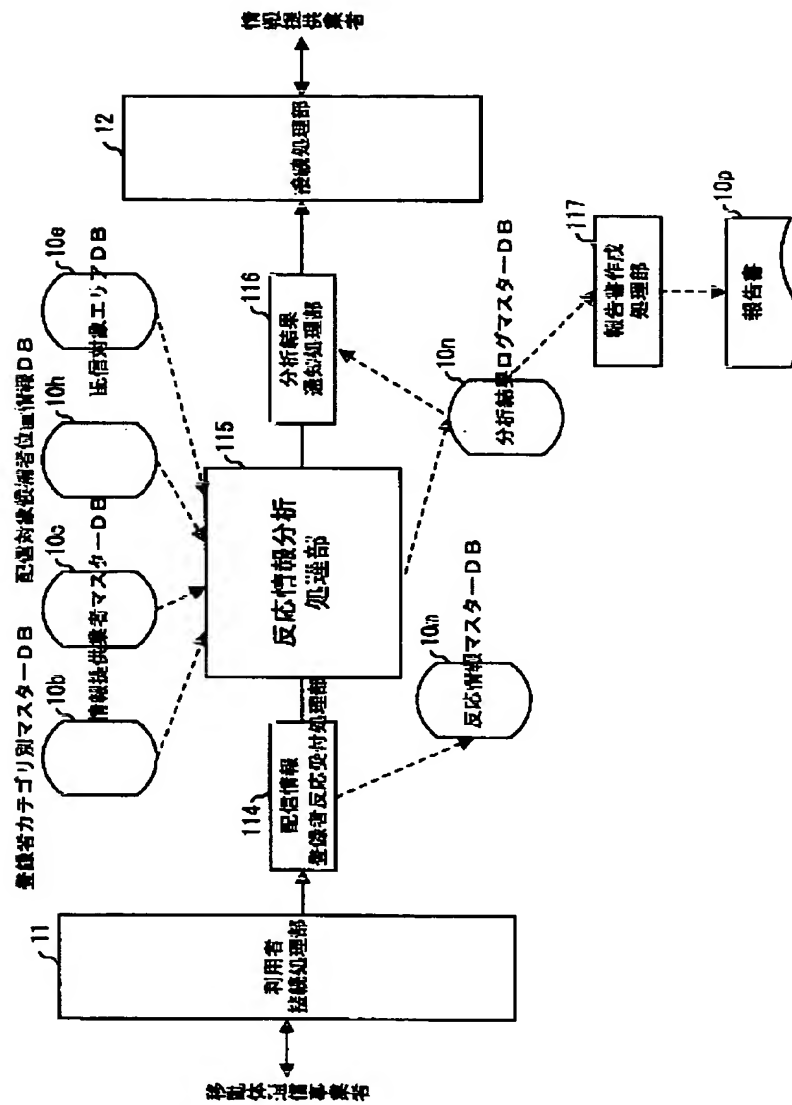 移動体通信事業者
11
利用者
接続処理部
114
配信情報
登録者反応受付処理部
登録者カテゴリ別マスターDB
10b
情報提供業者マスターDB
10c
配信対象候補者位置情報DB
10h
配信対象エリアDB
10e
115
反応情報分析
処理部
10m
反応情報マスターDB
116
分析結果
通知処理部
10n
分析結果ログマスターDB
12
接続処理部
情報提供業者
117
報告書作成
処理部
10p
報告書